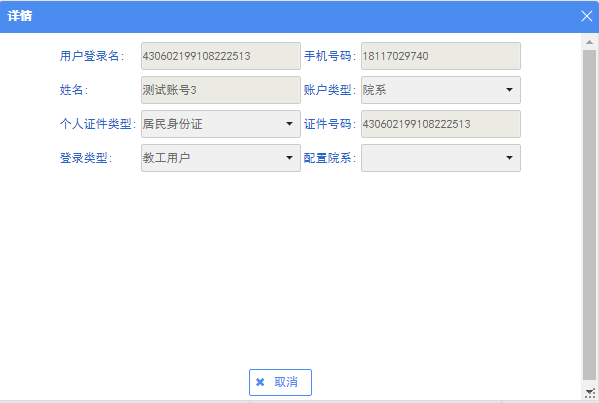 详情
用户登录名： 430602199108222513 手机号码： 18117029740
姓名： 测试账号3 账户类型： 院系
个人证件类型： 居民身份证 证件号码： 430602199108222513
登录类型： 教工用户 配置院系：
取消